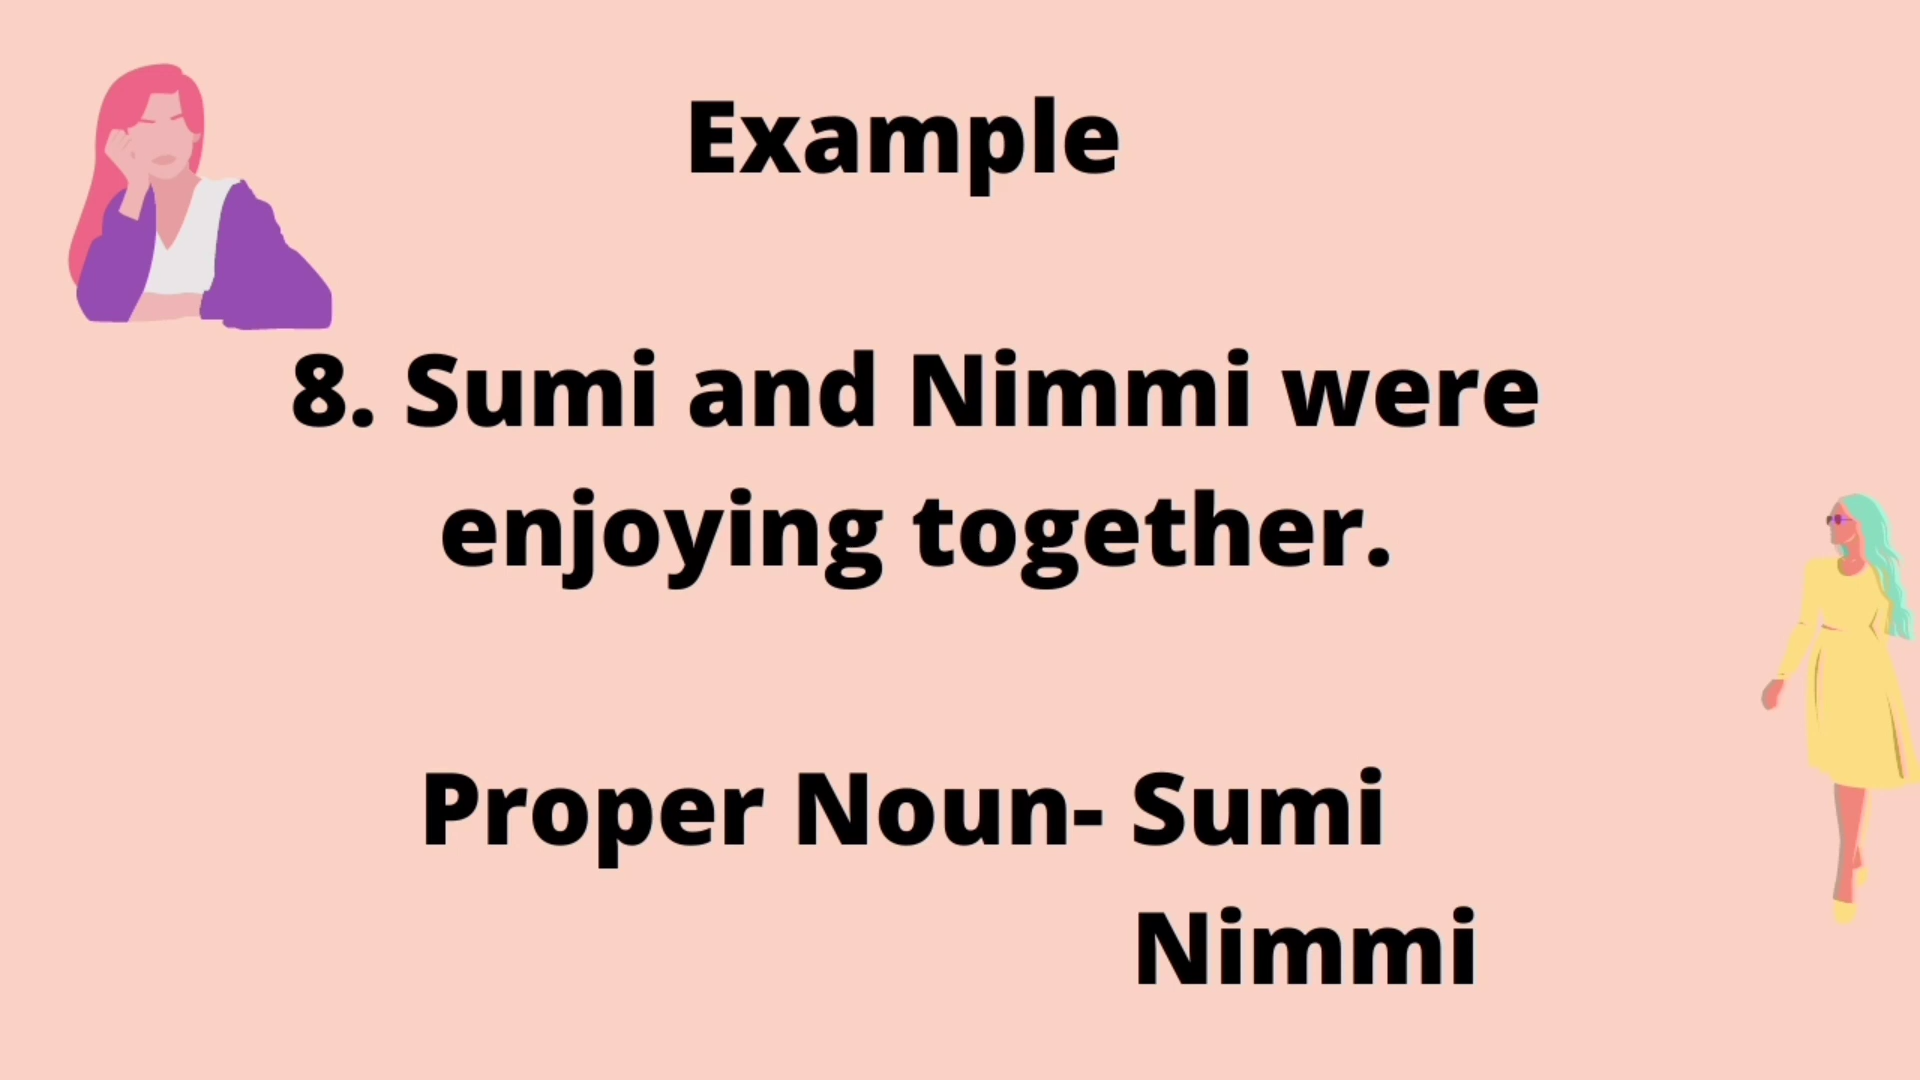 Example
8. Sumi and Nimmi were
enjoying together.
Proper Noun- Sumi
Nimmi